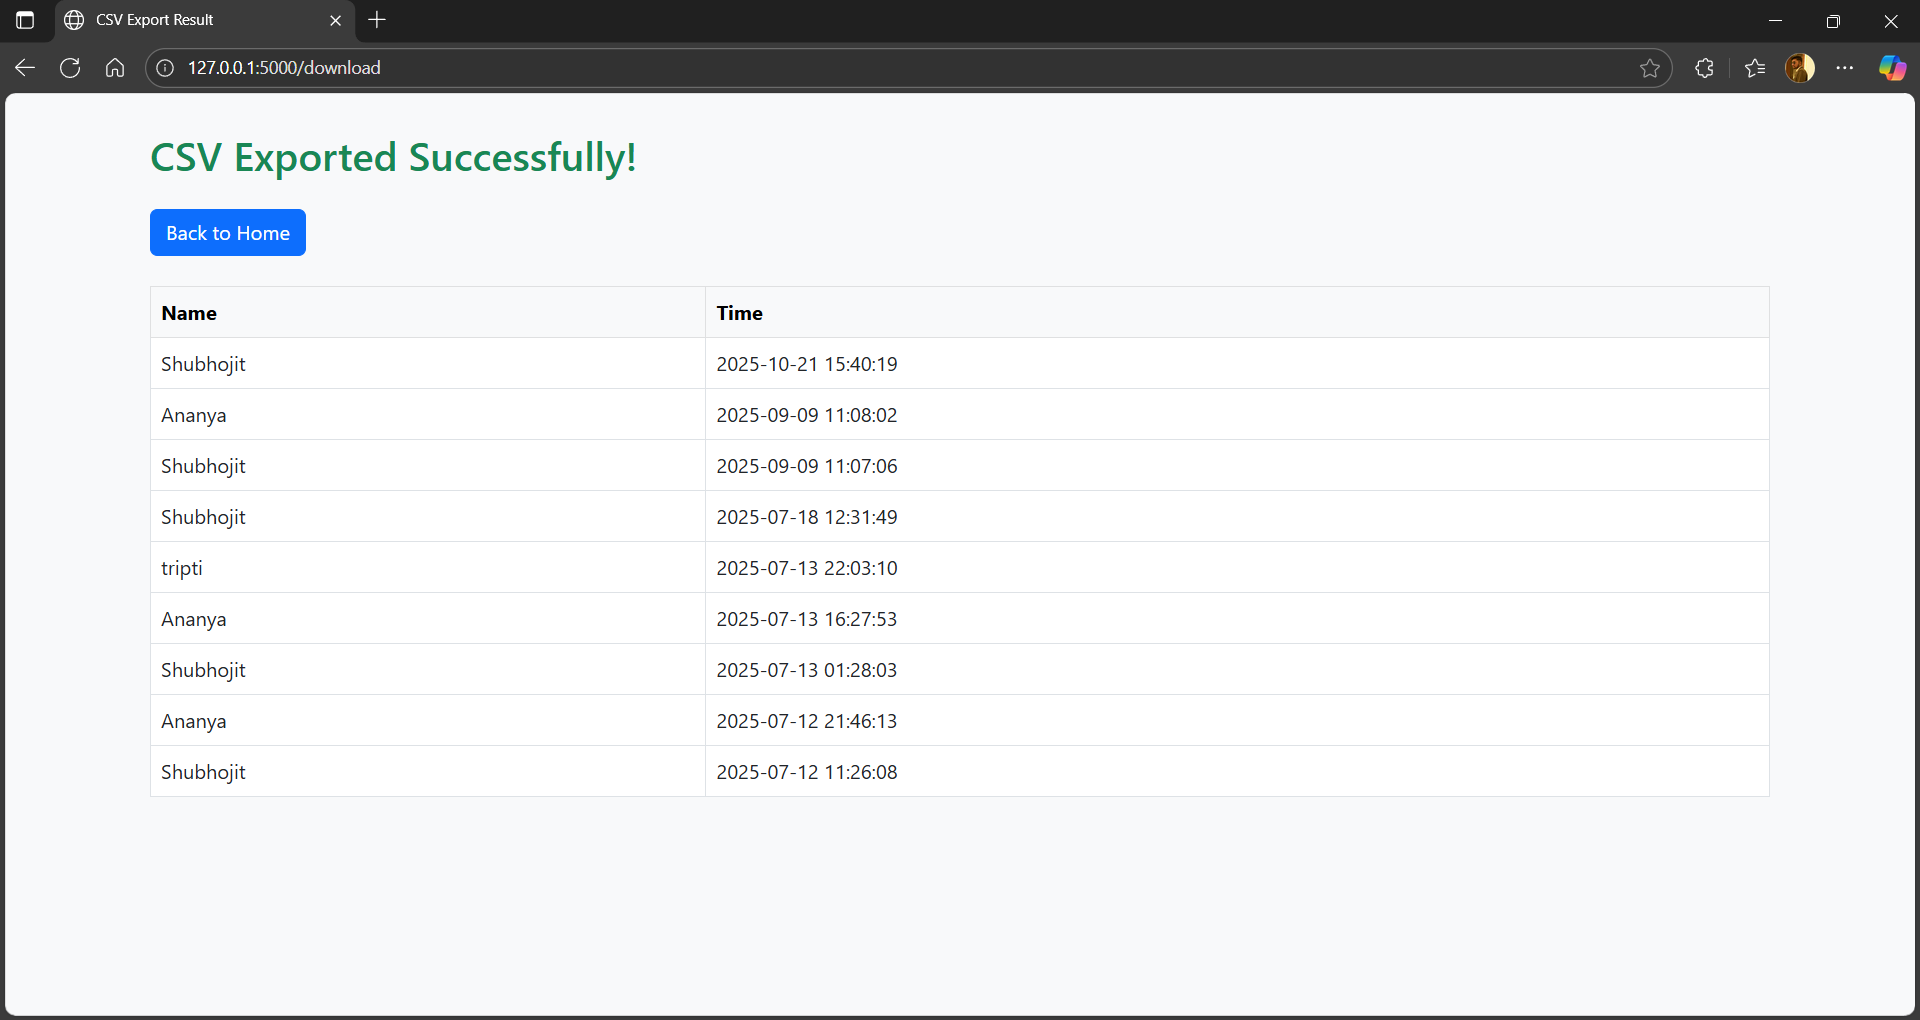 CSV Export Result
127.0.0.1:5000/download
CSV Exported Successfully!
Back to Home
Name Time
Shubhojit 2025-10-21 15:40:19
Ananya 2025-09-09 11:08:02
Shubhojit 2025-09-09 11:07:06
Shubhojit 2025-07-18 12:31:49
tripti 2025-07-13 22:03:10
Ananya 2025-07-13 16:27:53
Shubhojit 2025-07-13 01:28:03
Ananya 2025-07-12 21:46:13
Shubhojit 2025-07-12 11:26:08